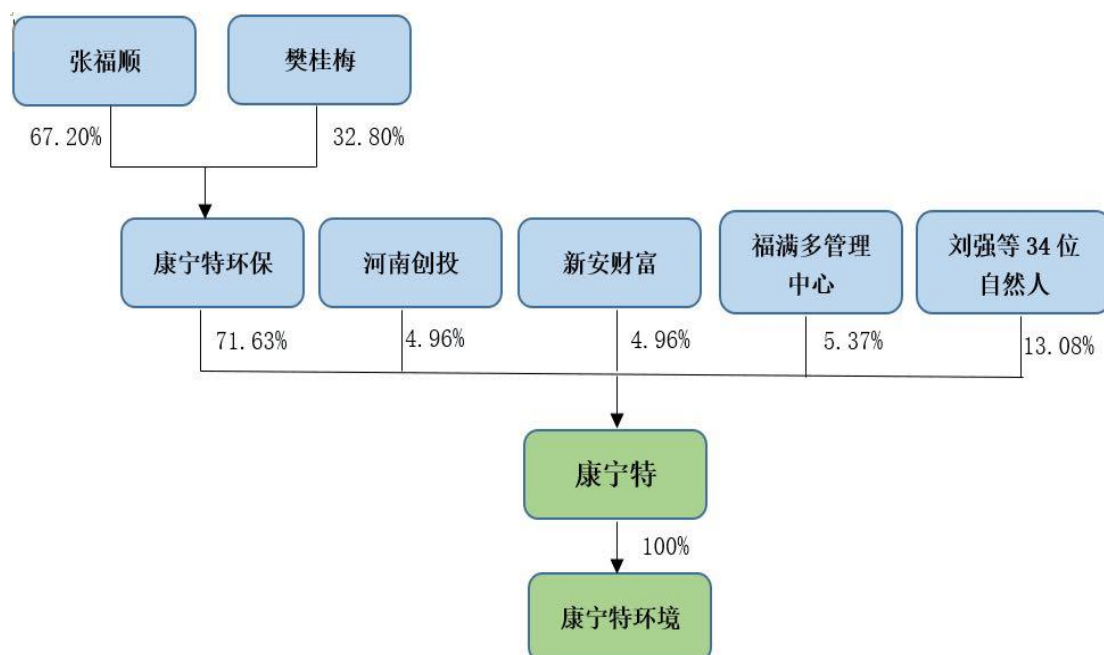 张福顺
樊桂梅
67.20%
32.80%
康宁特环保
河南创投
新安财富
福满多管理
中心
刘强等 34 位
自然人
71.63%
4.96%
4.96%
5.37%
13.08%
康宁特
100%
康宁特环境